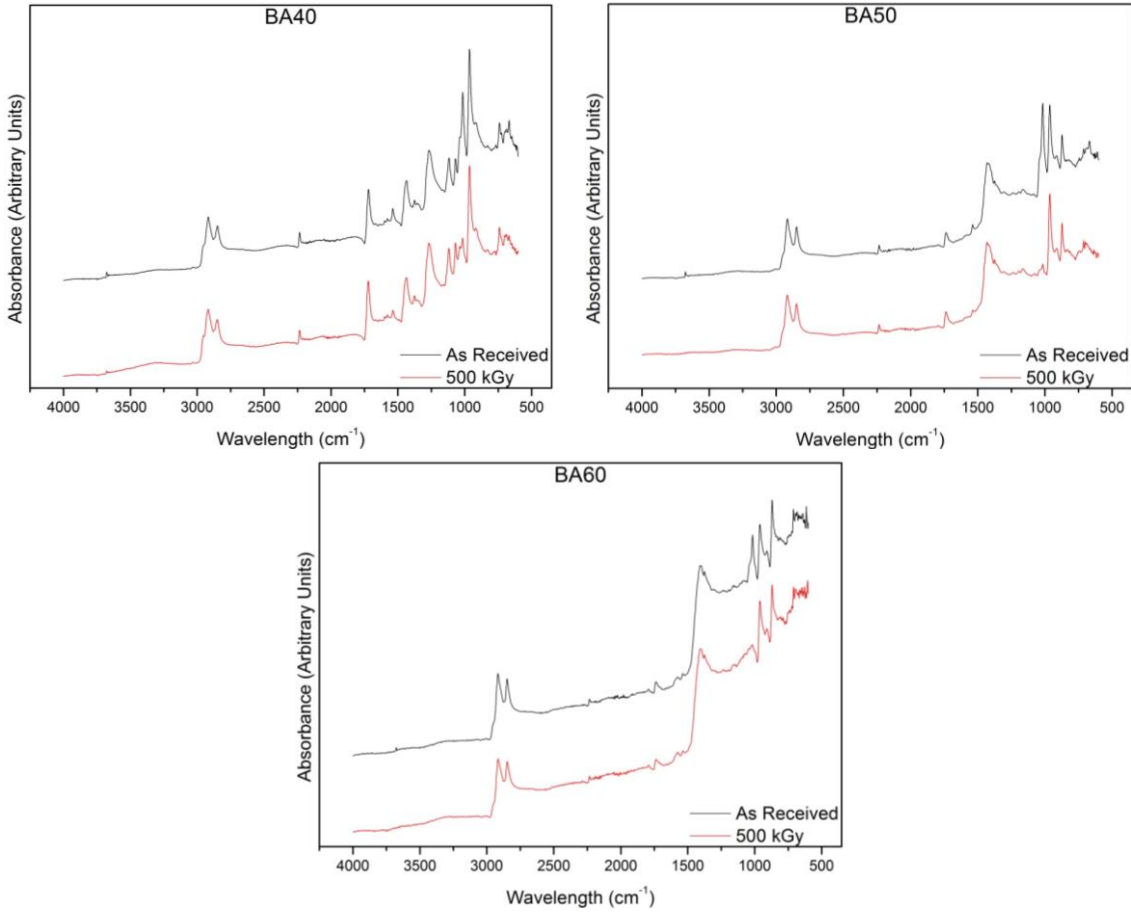 BA40
Absorbance (Arbitrary Units)
As Received
500 kGy
4000 3500 3000 2500 2000 1500 1000 500
Wavelength (cm⁻¹)
BA50
Absorbance (Arbitrary Units)
As Received
500 kGy
4000 3500 3000 2500 2000 1500 1000 500
Wavelength (cm⁻¹)
BA60
Absorbance (Arbitrary Units)
As Received
500 kGy
4000 3500 3000 2500 2000 1500 1000 500
Wavelength (cm⁻¹)